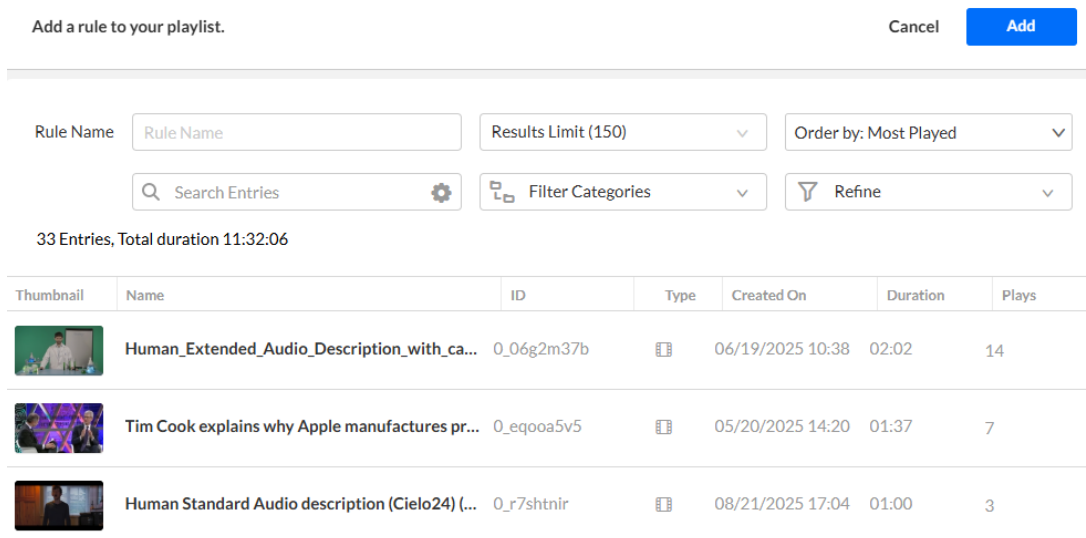 Add a rule to your playlist. Cancel Add
Rule Name Rule Name Results Limit (150) Order by: Most Played
Search Entries Filter Categories Refine
33 Entries, Total duration 11:32:06
Thumbnail Name ID Type Created On Duration Plays
Human_Extended_Audio_Description_with_ca... 0_06g2m37b 06/19/2025 10:38 02:02 14
Tim Cook explains why Apple manufactures pr... 0_eqooa5v5 05/20/2025 14:20 01:37 7
Human Standard Audio description (Cielo24) (... 0_r7shtnir 08/21/2025 17:04 01:00 3